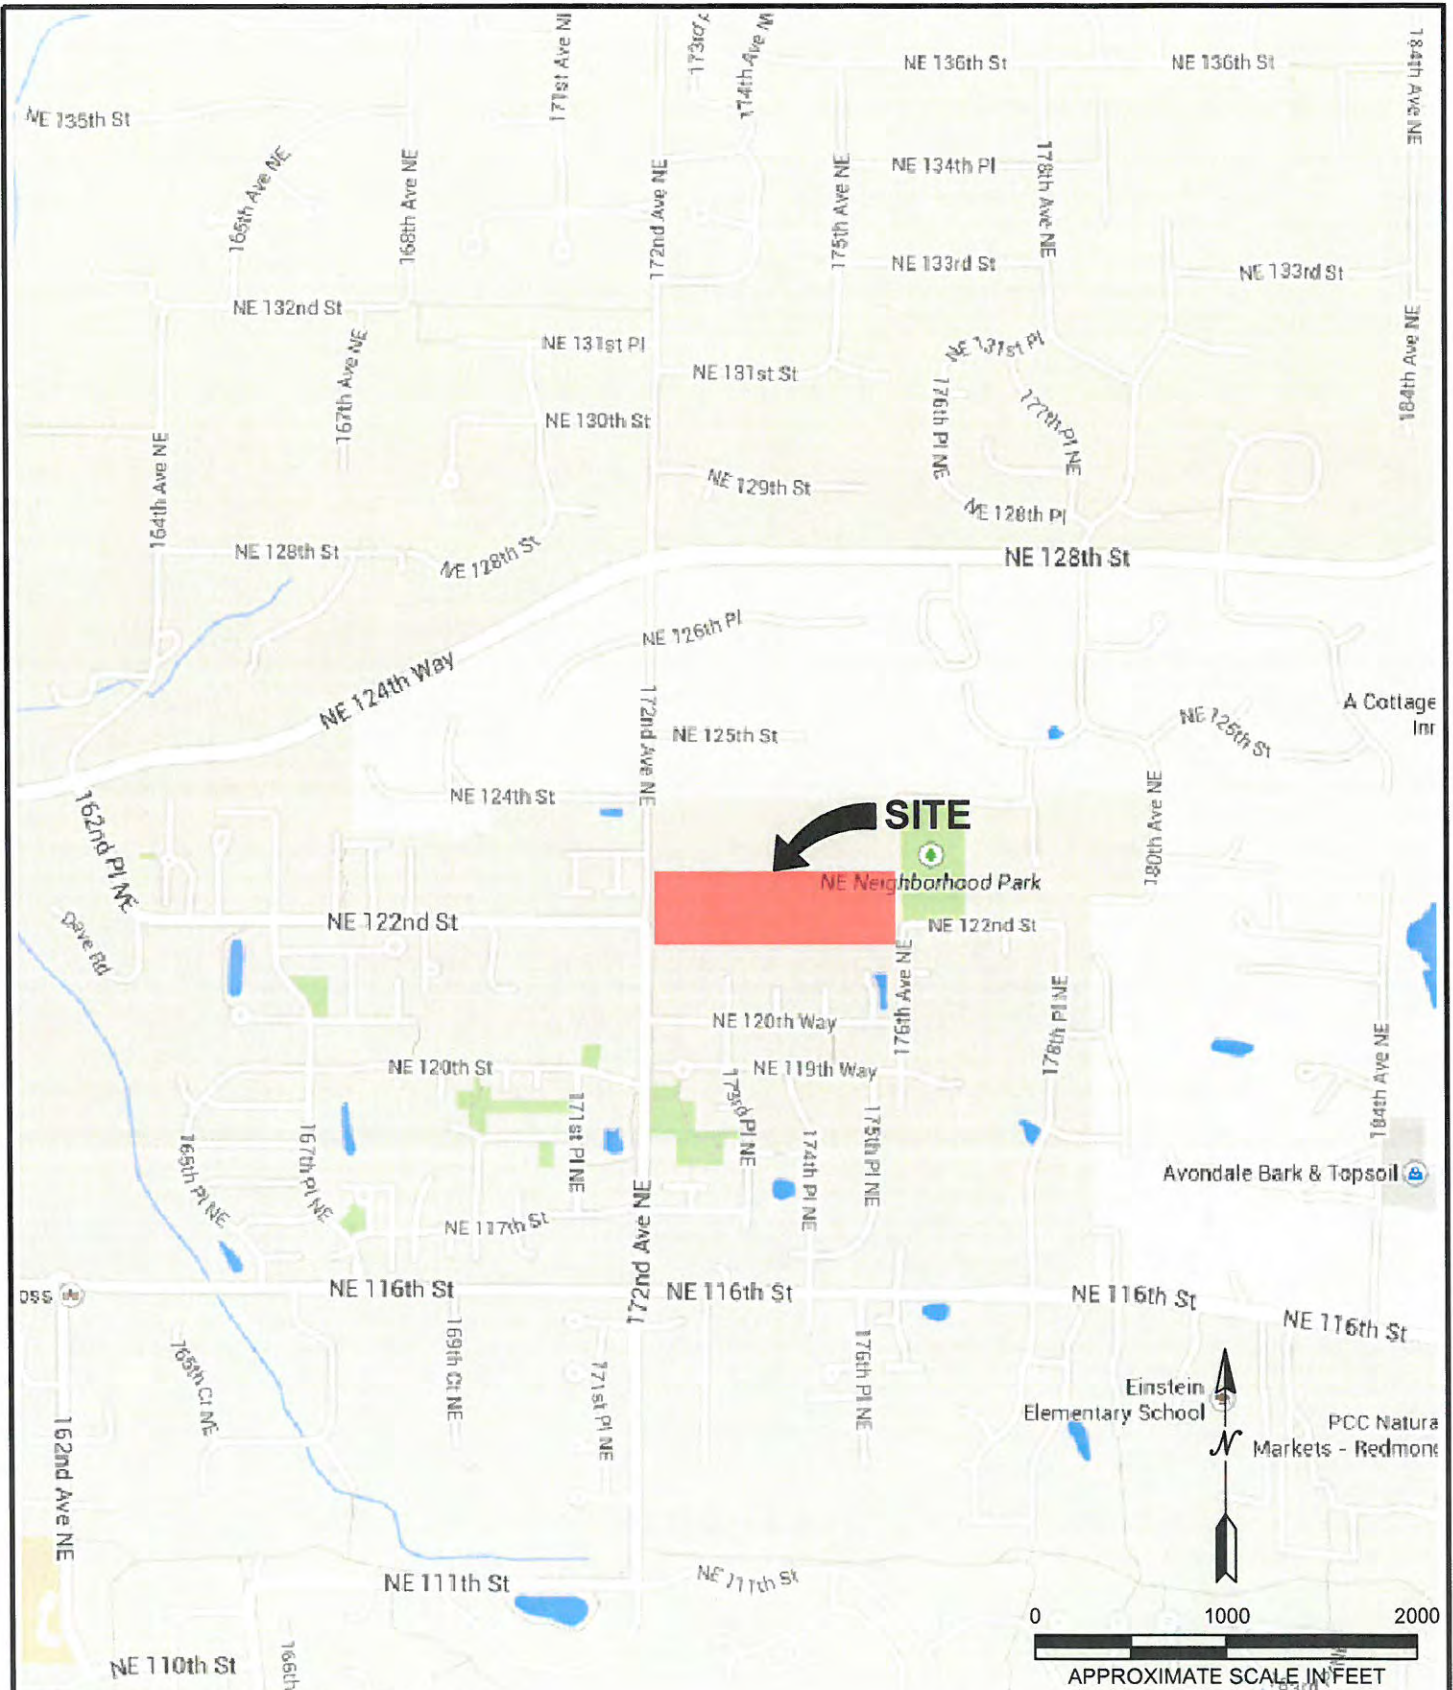 171st Ave NE
174th Ave N
184th Ave NE
NE 136th St
NE 136th St
NE 135th St
165th Ave NE
168th Ave NE
172nd Ave NE
175th Ave NE
NE 134th Pl
178th Ave NE
NE 133rd St
NE 133rd St
NE 132nd St
167th Ave NE
NE 131st Pl
NE 131st St
NE 131st Pl
184th Ave NE
176th Pl NE
177th Pl NE
NE 130th St
164th Ave NE
NE 129th St
NE 128th Pl
NE 128th St
NE 128th St
NE 128th St
NE 126th Pl
NE 124th Way
172nd Ave NE
NE 125th St
NE 125th St
A Cottage
Inn
NE 124th St
162nd Pl NE
180th Ave NE
SITE
NE Neighborhood Park
NE 122nd St
NE 122nd St
Dave Rd
176th Ave NE
178th Pl NE
NE 120th Way
NE 120th St
NE 119th Way
184th Ave NE
173rd Pl NE
171st Pl NE
174th Pl NE
175th Pl NE
165th Pl NE
167th Pl NE
Avondale Bark & Topsoil
NE 117th St
172nd Ave NE
oss
NE 116th St
NE 116th St
NE 116th St
NE 116th St
165th Ct NE
169th Ct NE
171st Pl NE
176th Pl NE
Einstein
Elementary School
PCC Natura
Markets - Redmond
N
162nd Ave NE
NE 111th St
NE 111th St
NE 110th St
166th
0 1000 2000
APPROXIMATE SCALE IN FEET